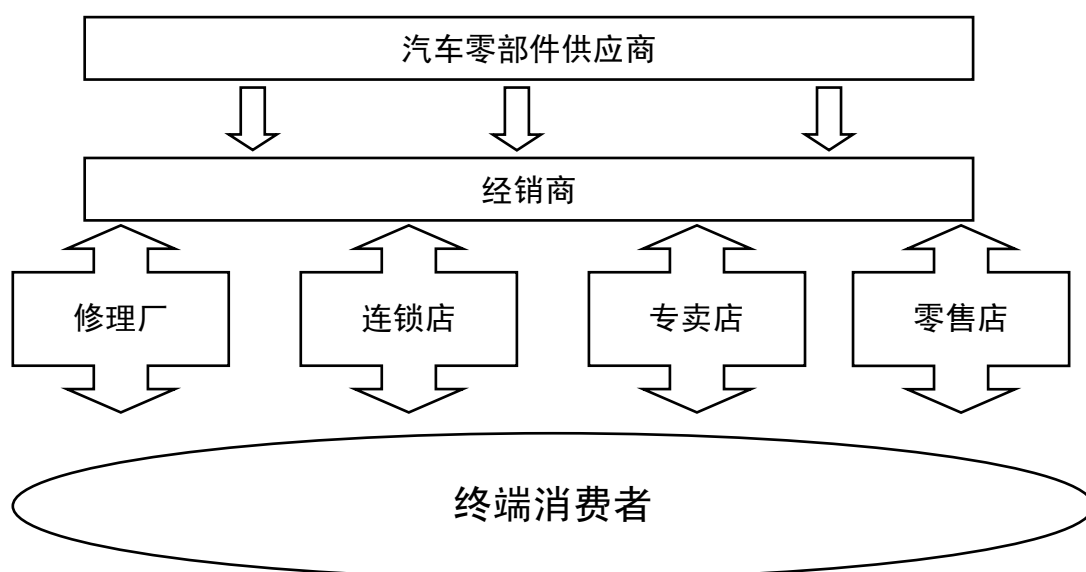 汽车零部件供应商
经销商
修理厂
连锁店
专卖店
零售店
终端消费者